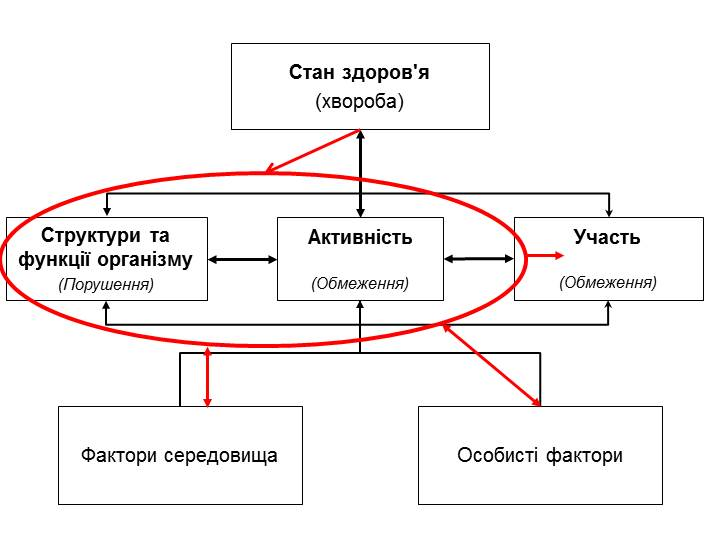 Стан здоров'я
(хвороба)
Структури та
функції організму
(Порушення)
Активність
(Обмеження)
Участь
(Обмеження)
Фактори середовища
Особисті фактори